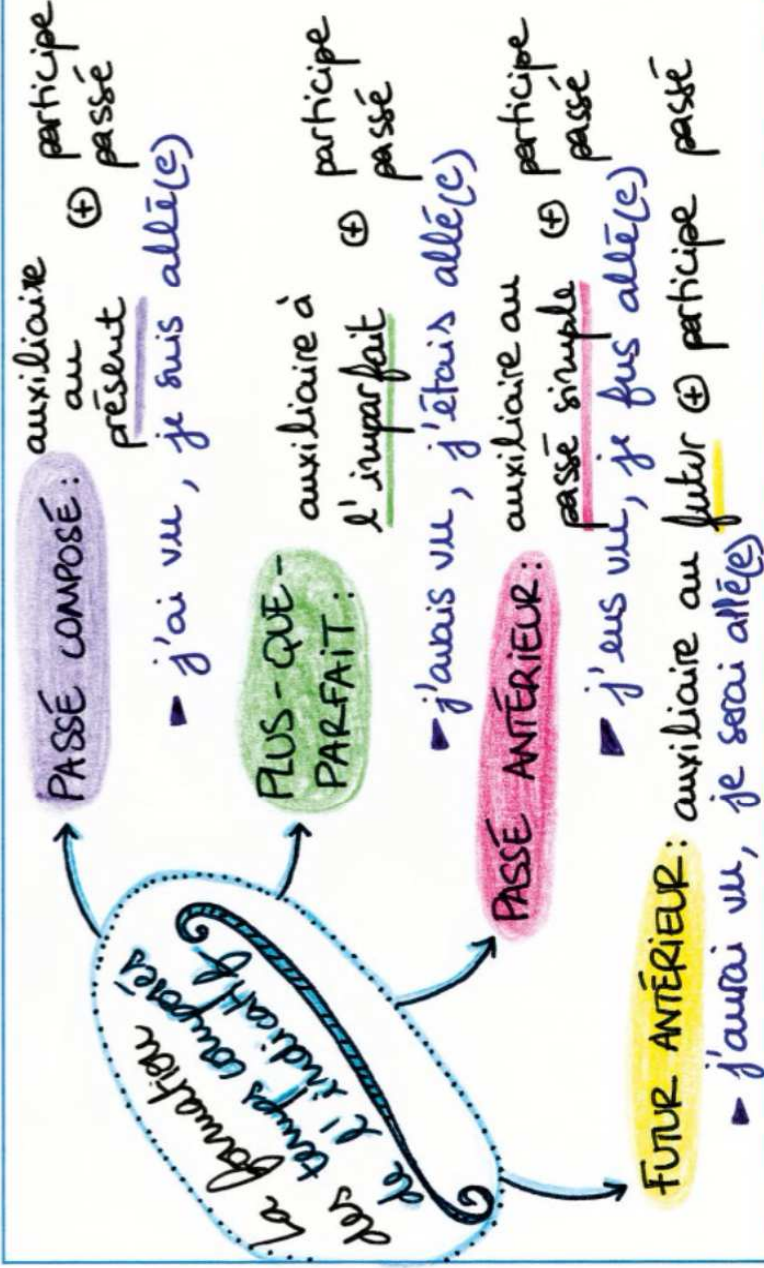 La formation
des temps composés
de l'indicatif
PASSÉ COMPOSÉ : auxiliaire
au
présent
⊕ participe
passé
► j'ai vu, je suis allé(e)
PLUS-QUE-
PARFAIT :
auxiliaire à
l'imparfait
⊕ participe
passé
► j'avais vu, j'étais allé(e)
PASSÉ ANTÉRIEUR : auxiliaire au
passé simple
⊕ participe
passé
► j'eus vu, je fus allé(e)
FUTUR ANTÉRIEUR : auxiliaire au futur ⊕ participe passé
► j'aurai vu, je serai allé(e)